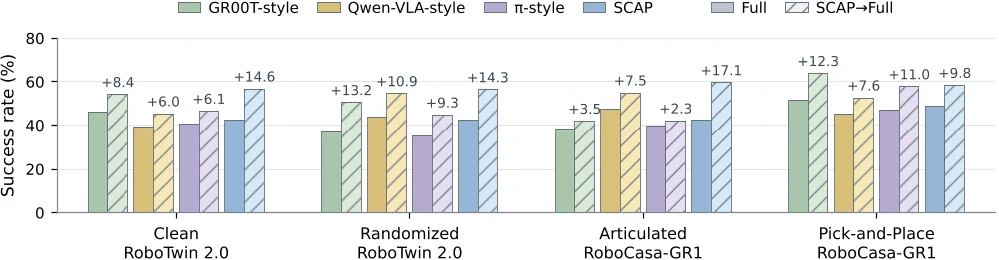 GR00T-style Qwen-VLA-style π-style SCAP Full SCAP→Full
Success rate (%)
80
60
40
20
0
+8.4 +6.0 +6.1 +14.6
+13.2 +10.9 +9.3 +14.3
+3.5 +7.5 +2.3 +17.1
+12.3 +7.6 +11.0 +9.8
Clean
RoboTwin 2.0
Randomized
RoboTwin 2.0
Articulated
RoboCasa-GR1
Pick-and-Place
RoboCasa-GR1